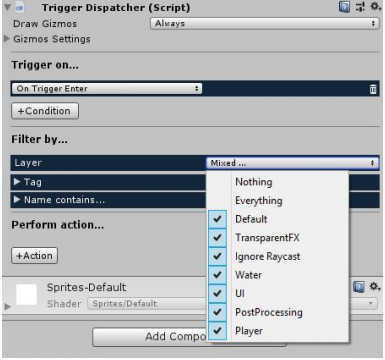 Trigger Dispatcher (Script)
Draw Gizmos Always
Gizmos Settings
Trigger on...
On Trigger Enter
+Condition
Filter by...
Layer Mixed ...
Tag
Name contains...
Nothing
Everything
Default
TransparentFX
Ignore Raycast
Water
UI
PostProcessing
Player
Perform action...
+Action
Sprites-Default
Shader Sprites/Default
Add Compo